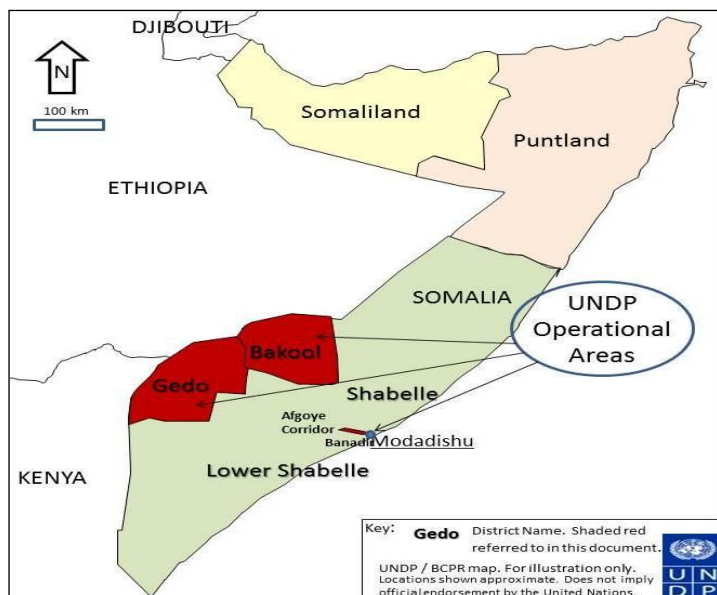 DJIBOUTI
N
100 km
Somaliland
Puntland
ETHIOPIA
SOMALIA
UNDP
Operational
Areas
Bakool
Gedo
Shabelle
Afgoye
Corridor
Banadir
Modadishu
Lower Shabelle
KENYA
Key: Gedo District Name. Shaded red
referred to in this document.
UNDP / BCPR map. For illustration only.
Locations shown approximate. Does not imply
official endorsement by the United Nations.
U N
D P